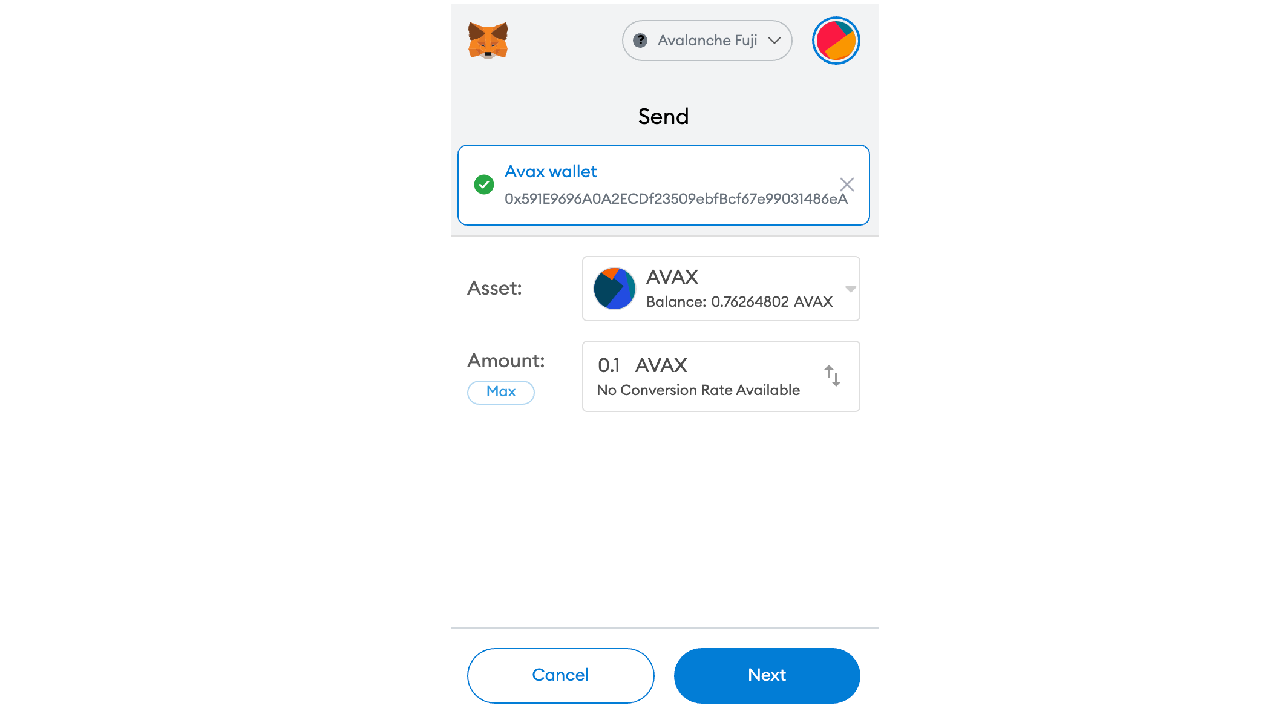 Avalanche Fuji
Send
Avax wallet
0x591E9696A0A2ECDf23509ebfBcf67e99031486eA
Asset:
AVAX
Balance: 0.76264802 AVAX
Amount:
Max
0.1 AVAX
No Conversion Rate Available
Cancel
Next